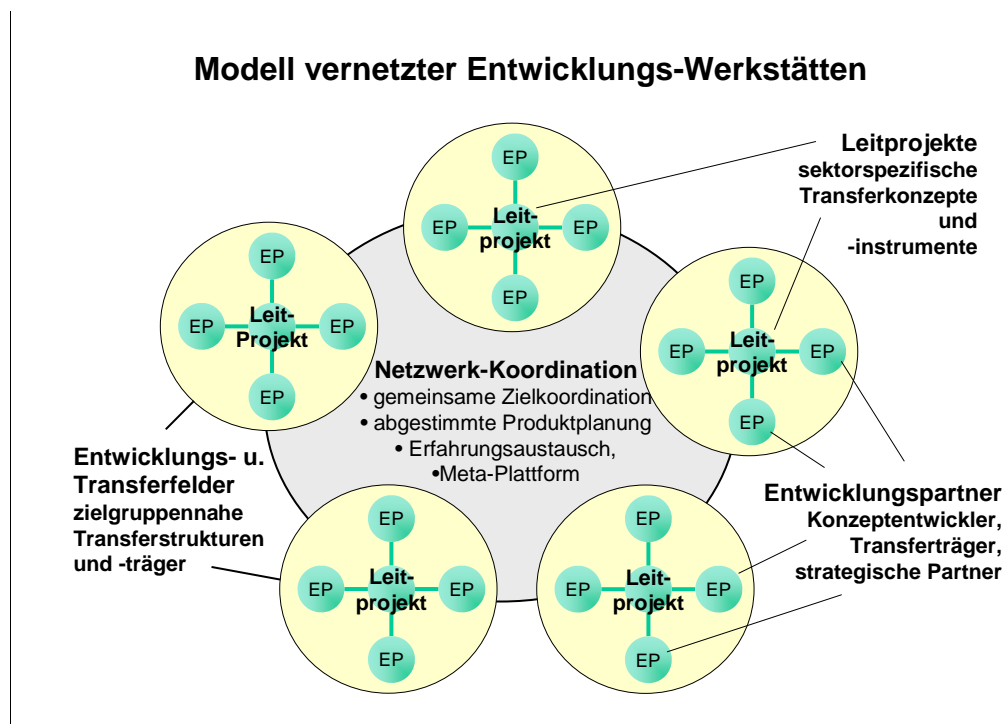 Modell vernetzter Entwicklungs-Werkstätten
EP
EP
Leit-
projekt
EP
EP
Leitprojekte
sektorspezifische
Transferkonzepte
und
-instrumente
EP
EP
Leit-
Projekt
EP
EP
EP
EP
Leit-
projekt
EP
EP
Netzwerk-Koordination
• gemeinsame Zielkoordination
• abgestimmte Produktplanung
• Erfahrungsaustausch,
•Meta-Plattform
Entwicklungs- u.
Transferfelder
zielgruppennahe
Transferstrukturen
und -träger
Entwicklungspartner
Konzeptentwickler,
Transferträger,
strategische Partner
EP
EP
Leit-
projekt
EP
EP
EP
EP
Leit-
projekt
EP
EP